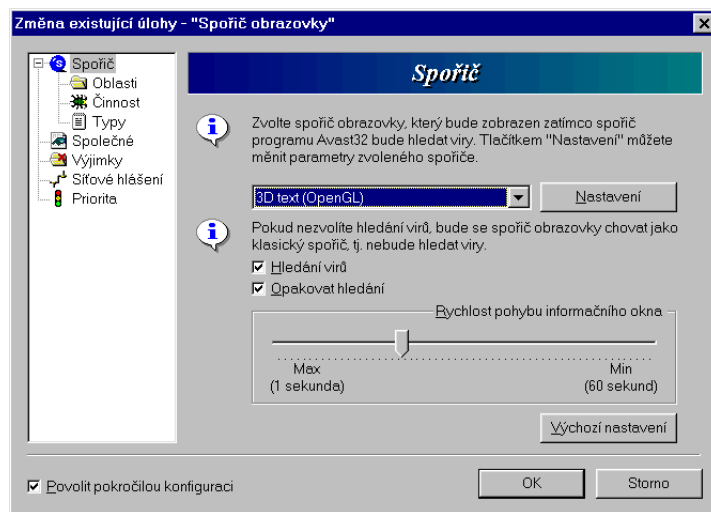 Změna existující úlohy - "Spořič obrazovky"
Spořič
Oblasti
Činnost
Typy
Společné
Výjimky
Síťové hlášení
Priorita
Spořič
Zvolte spořič obrazovky, který bude zobrazen zatímco spořič
programu Avast32 bude hledat viry. Tlačítkem "Nastavení" můžete
měnit parametry zvoleného spořiče.
3D text (OpenGL)
Nastavení
Pokud nezvolíte hledání virů, bude se spořič obrazovky chovat jako
klasický spořič, tj. nebude hledat viry.
Hledání virů
Opakovat hledání
Rychlost pohybu informačního okna
Max
(1 sekunda)
Min
(60 sekund)
Výchozí nastavení
Povolit pokročilou konfiguraci
OK
Storno